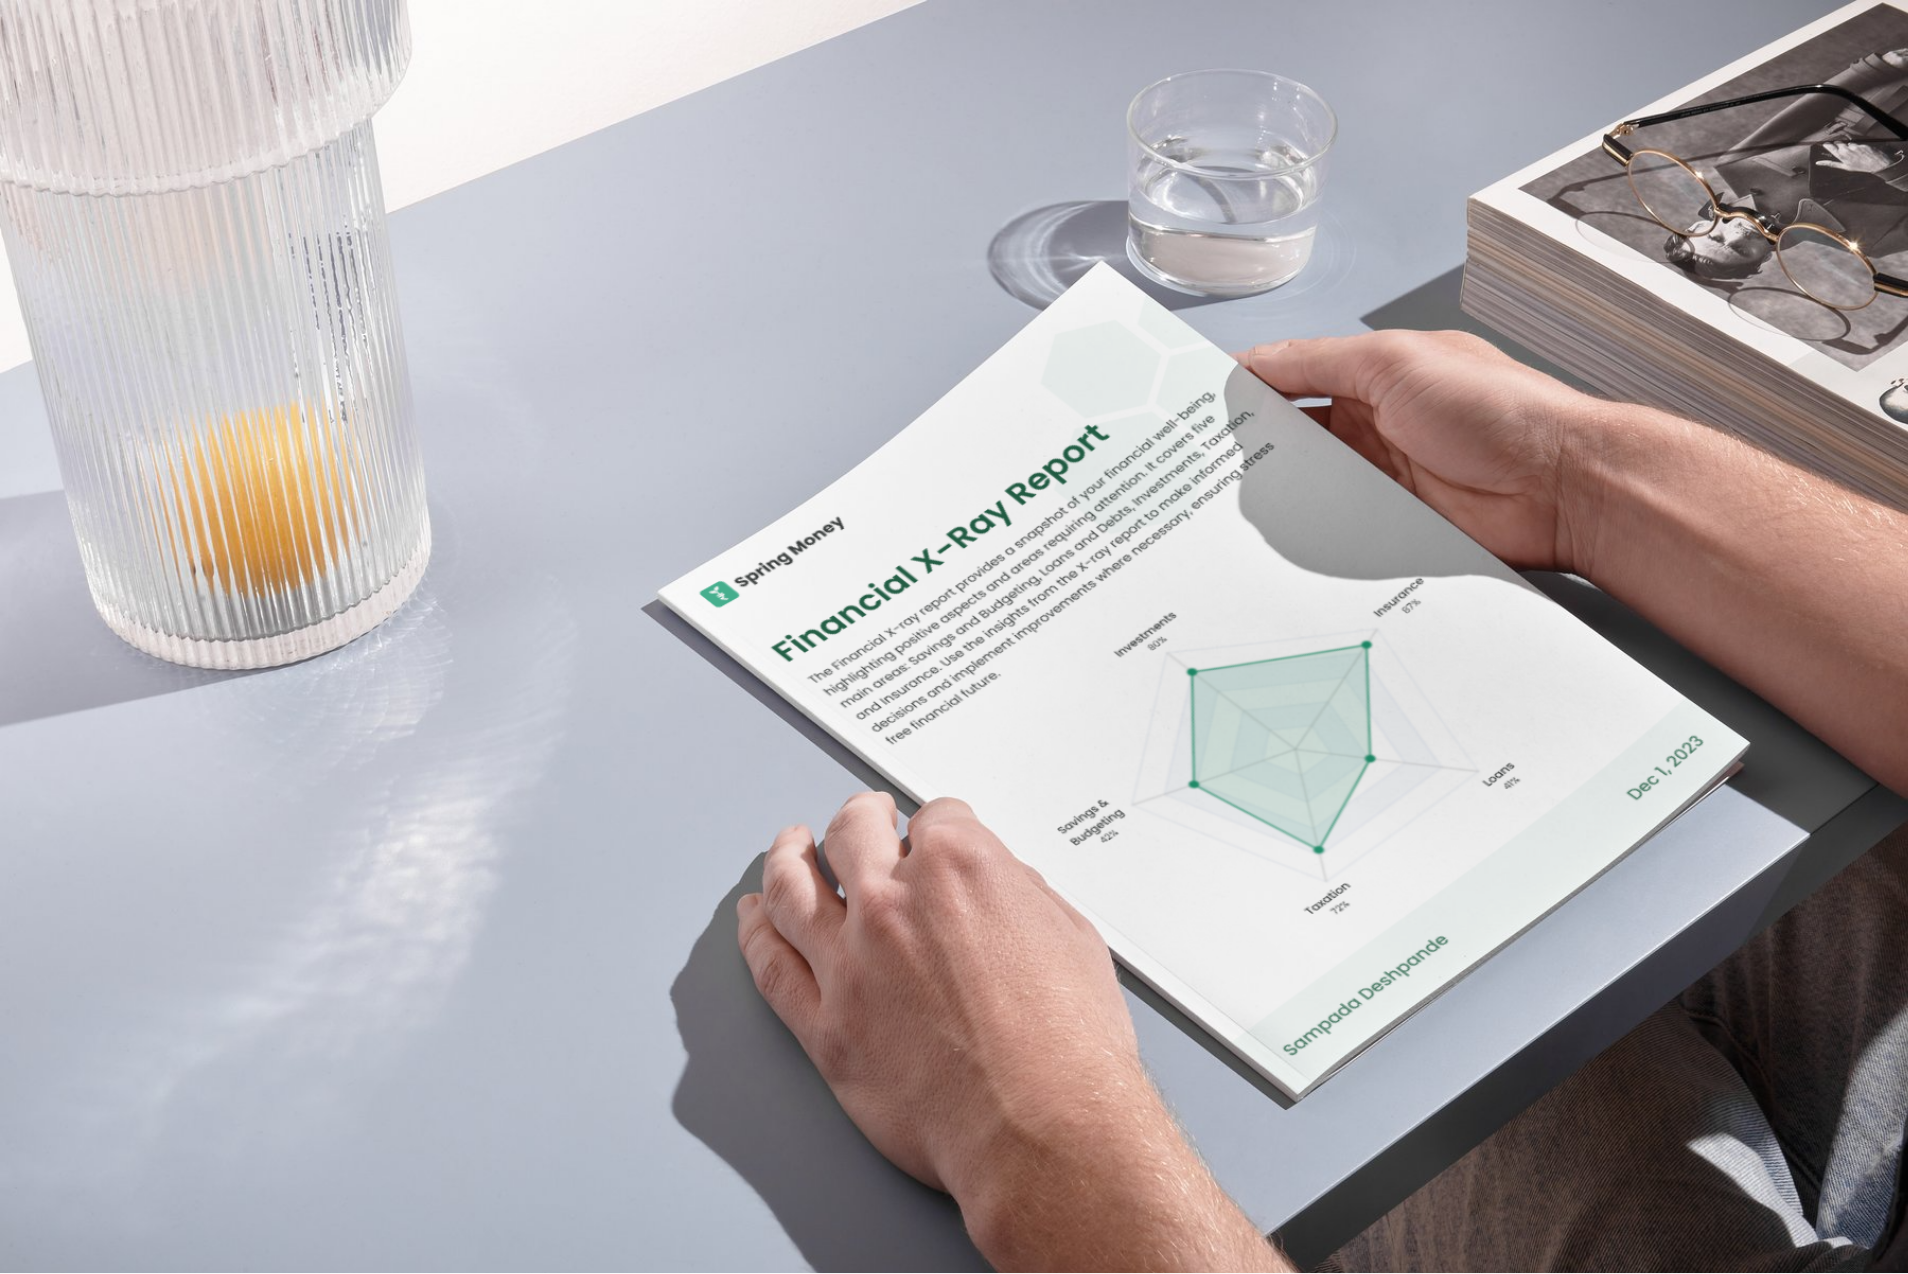 Spring Money
Financial X-Ray Report
The Financial X-ray report provides a snapshot of your financial well-being,
highlighting positive aspects and areas requiring attention. It covers five
main areas: Savings and Budgeting, Loans and Debts, Investments, Taxation,
and Insurance. Use the insights from the X-ray report to make informed
decisions and implement improvements where necessary, ensuring stress
free financial future.
Insurance
87%
Investments
80%
Loans
41%
Savings &
Budgeting
42%
Taxation
72%
Sampada Deshpande
Dec 1, 2023